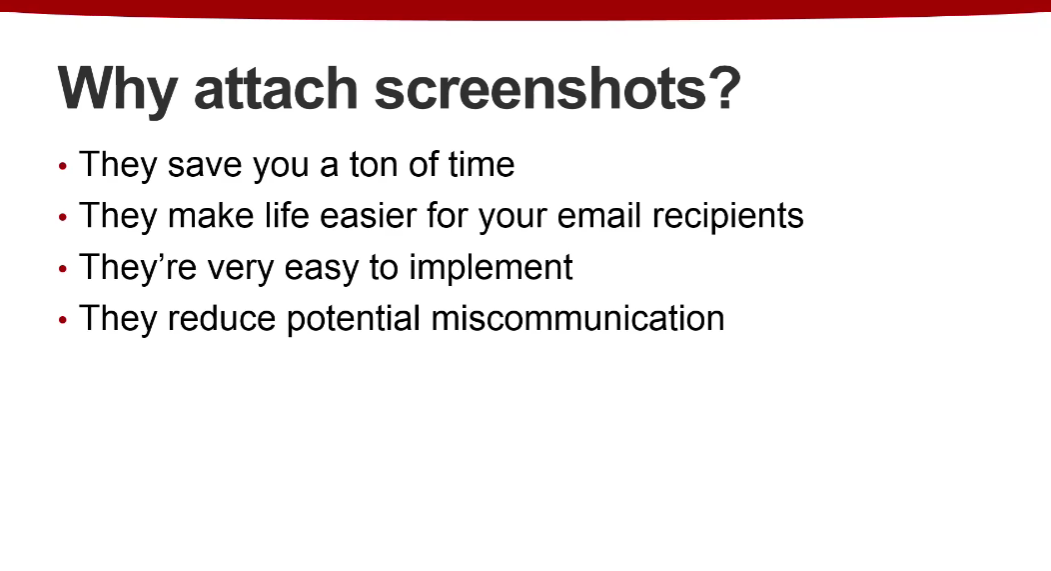 Why attach screenshots?
• They save you a ton of time
• They make life easier for your email recipients
• They’re very easy to implement
• They reduce potential miscommunication